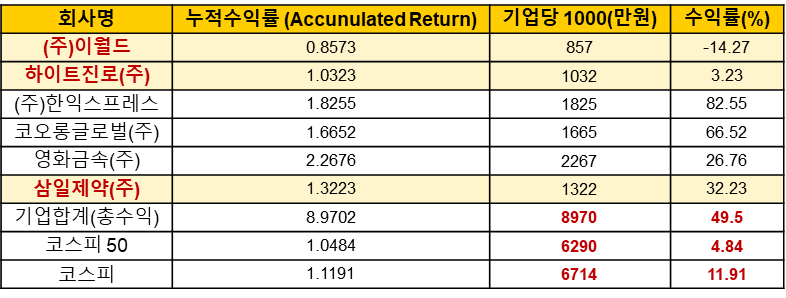 회사명 누적수익률 (Accunulated Return) 기업당 1000(만원) 수익률(%)
(주)이월드 0.8573 857 -14.27
하이트진로(주) 1.0323 1032 3.23
(주)한익스프레스 1.8255 1825 82.55
코오롱글로벌(주) 1.6652 1665 66.52
영화금속(주) 2.2676 2267 26.76
삼일제약(주) 1.3223 1322 32.23
기업합계(총수익) 8.9702 8970 49.5
코스피 50 1.0484 6290 4.84
코스피 1.1191 6714 11.91